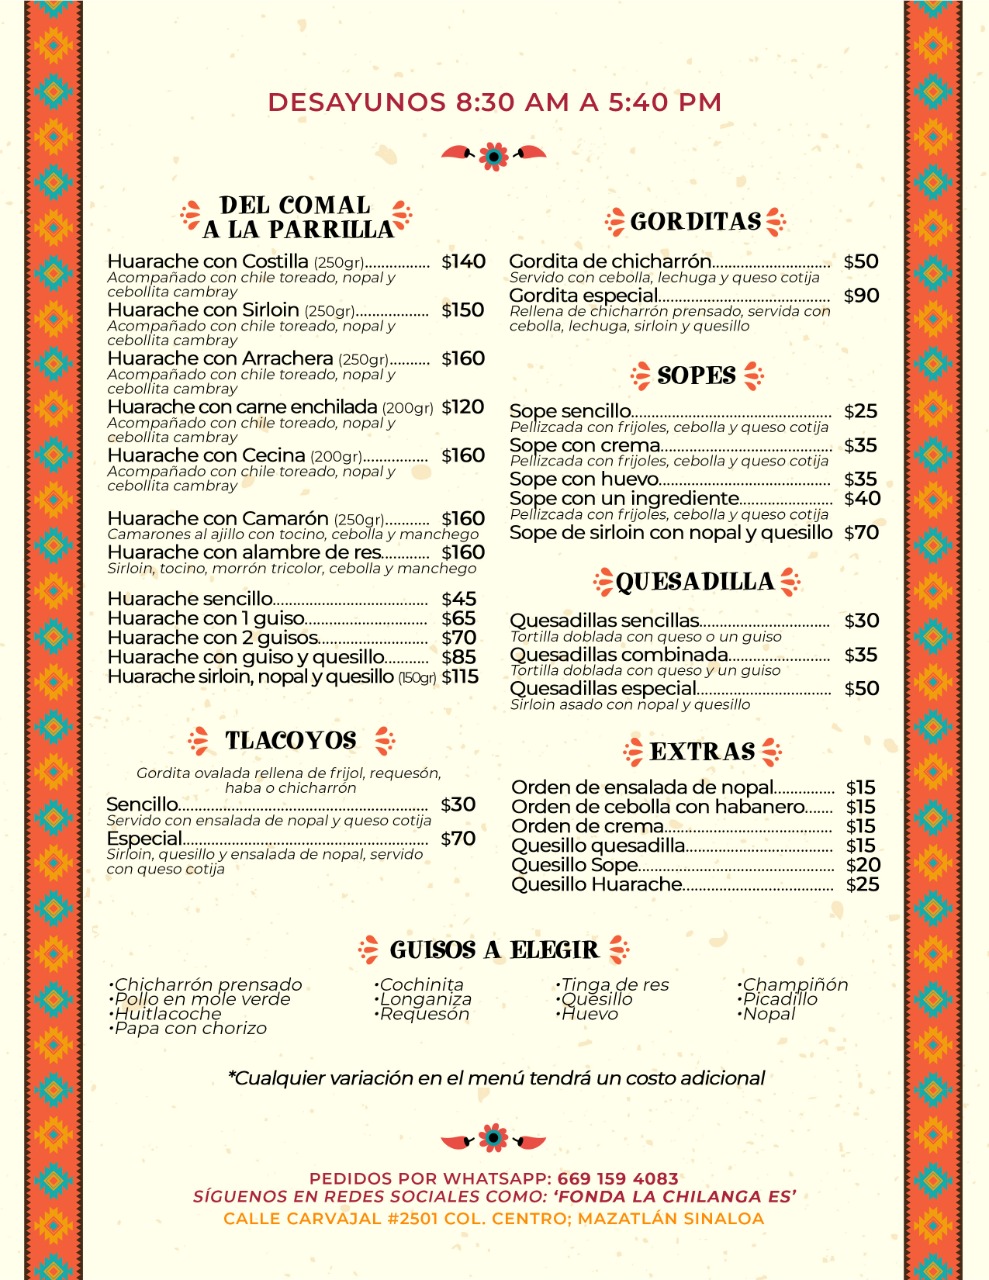 DESAYUNOS 8:30 AM A 5:40 PM
DEL COMAL
A LA PARRILLA
Huarache con Costilla (250gr)................ $140
Acompañado con chile toreado, nopal y
cebollita cambray
Huarache con Sirloin (250gr).................. $150
Acompañado con chile toreado, nopal y
cebollita cambray
Huarache con Arrachera (250gr).......... $160
Acompañado con chile toreado, nopal y
cebollita cambray
Huarache con carne enchilada (200gr) $120
Acompañado con chile toreado, nopal y
cebollita cambray
Huarache con Cecina (200gr)................ $160
Acompañado con chile toreado, nopal y
cebollita cambray
Huarache con Camarón (250gr)........... $160
Camarones al ajillo con tocino, cebolla y manchego
Huarache con alambre de res............ $160
Sirloin, tocino, morrón tricolor, cebolla y manchego
Huarache sencillo...................................... $45
Huarache con 1 guiso.............................. $65
Huarache con 2 guisos........................... $70
Huarache con guiso y quesillo........... $85
Huarache sirloin, nopal y quesillo (150gr) $115
TLACOYOS
Gordita ovalada rellena de frijol, requesón,
haba o chicharrón
Sencillo............................................................. $30
Servido con ensalada de nopal y queso cotija
Especial............................................................ $70
Sirloin, quesillo y ensalada de nopal, servido
con queso cotija
GORDITAS
Gordita de chicharrón............................. $50
Servido con cebolla, lechuga y queso cotija
Gordita especial.......................................... $90
Rellena de chicharrón prensado, servida con
cebolla, lechuga, sirloin y quesillo
SOPES
Sope sencillo................................................. $25
Pellizcada con frijoles, cebolla y queso cotija
Sope con crema.......................................... $35
Pellizcada con frijoles, cebolla y queso cotija
Sope con huevo.......................................... $35
Sope con un ingrediente....................... $40
Pellizcada con frijoles, cebolla y queso cotija
Sope de sirloin con nopal y quesillo $70
QUESADILLA
Quesadillas sencillas................................ $30
Tortilla doblada con queso o un guiso
Quesadillas combinada......................... $35
Tortilla doblada con queso y un guiso
Quesadillas especial................................. $50
Sirloin asado con nopal y quesillo
EXTRAS
Orden de ensalada de nopal............... $15
Orden de cebolla con habanero....... $15
Orden de crema......................................... $15
Quesillo quesadilla.................................... $15
Quesillo Sope................................................ $20
Quesillo Huarache..................................... $25
GUISOS A ELEGIR
•Chicharrón prensado
•Pollo en mole verde
•Huitlacoche
•Papa con chorizo
•Cochinita
•Longaniza
•Requesón
•Tinga de res
•Quesillo
•Huevo
•Champiñón
•Picadillo
•Nopal
*Cualquier variación en el menú tendrá un costo adicional
PEDIDOS POR WHATSAPP: 669 159 4083
SÍGUENOS EN REDES SOCIALES COMO: ‘FONDA LA CHILANGA ES’
CALLE CARVAJAL #2501 COL. CENTRO; MAZATLÁN SINALOA